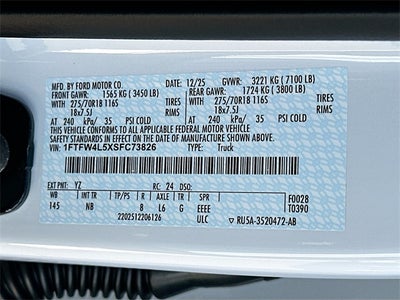 MFD. BY FORD MOTOR CO. 12/25 GVWR: 3221 KG ( 7100 LB)
FRONT GAWR: 1565 KG ( 3450 LB) REAR GAWR: 1724 KG ( 3800 LB)
WITH 275/70R18 116S TIRES WITH 275/70R18 116S TIRES
18x7.5J RIMS 18x7.5J RIMS
AT 240 kPa/ 35 PSI COLD AT 240 kPa/ 35 PSI COLD
THIS VEHICLE CONFORMS TO ALL APPLICABLE FEDERAL MOTOR VEHICLE
SAFETY STANDARDS IN EFFECT ON THE DATE OF MANUFACTURE SHOWN ABOVE.
VIN: 1FTFW4L5XSFC73826 TYPE: Truck
EXT PNT: YZ RC: 24 DSO: F0028
WB INT TR TP/PS R AXLE TR SPR T0390
145 NB 8 L6 G EEEE
2202512206126 ULC RU5A-3520472-AB